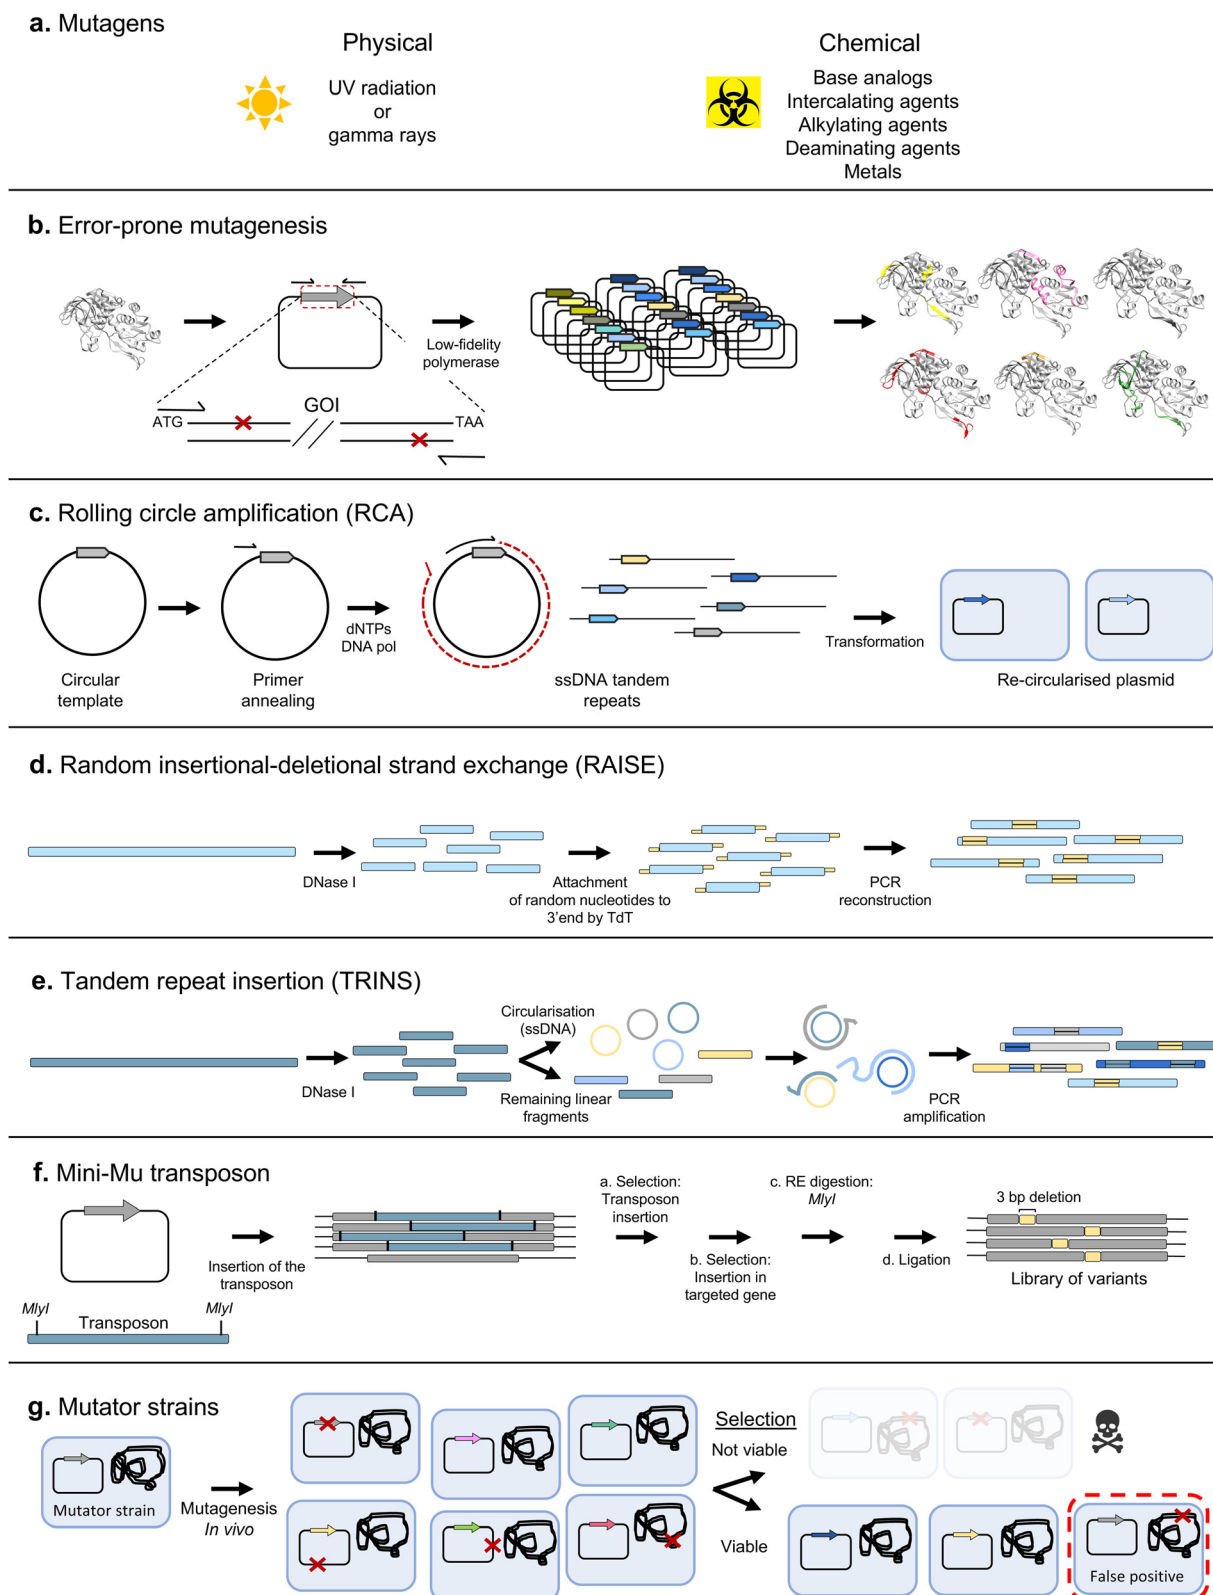 a. Mutagens
Physical
UV radiation
or
gamma rays
Chemical
Base analogs
Intercalating agents
Alkylating agents
Deaminating agents
Metals
b. Error-prone mutagenesis
Low-fidelity
polymerase
GOI
ATG
TAA
c. Rolling circle amplification (RCA)
Circular
template
Primer
annealing
dNTPs
DNA pol
ssDNA tandem
repeats
Transformation
Re-circularised plasmid
d. Random insertional-deletional strand exchange (RAISE)
DNase I
Attachment
of random nucleotides to
3'end by TdT
PCR
reconstruction
e. Tandem repeat insertion (TRINS)
DNase I
Circularisation
(ssDNA)
Remaining linear
fragments
PCR
amplification
f. Mini-Mu transposon
MlyI
Transposon
MlyI
Insertion of the
transposon
a. Selection:
Transposon
insertion
b. Selection:
Insertion in
targeted gene
c. RE digestion:
MlyI
d. Ligation
3 bp deletion
Library of variants
g. Mutator strains
Mutator strain
Mutagenesis
In vivo
Selection
Not viable
Viable
False positive